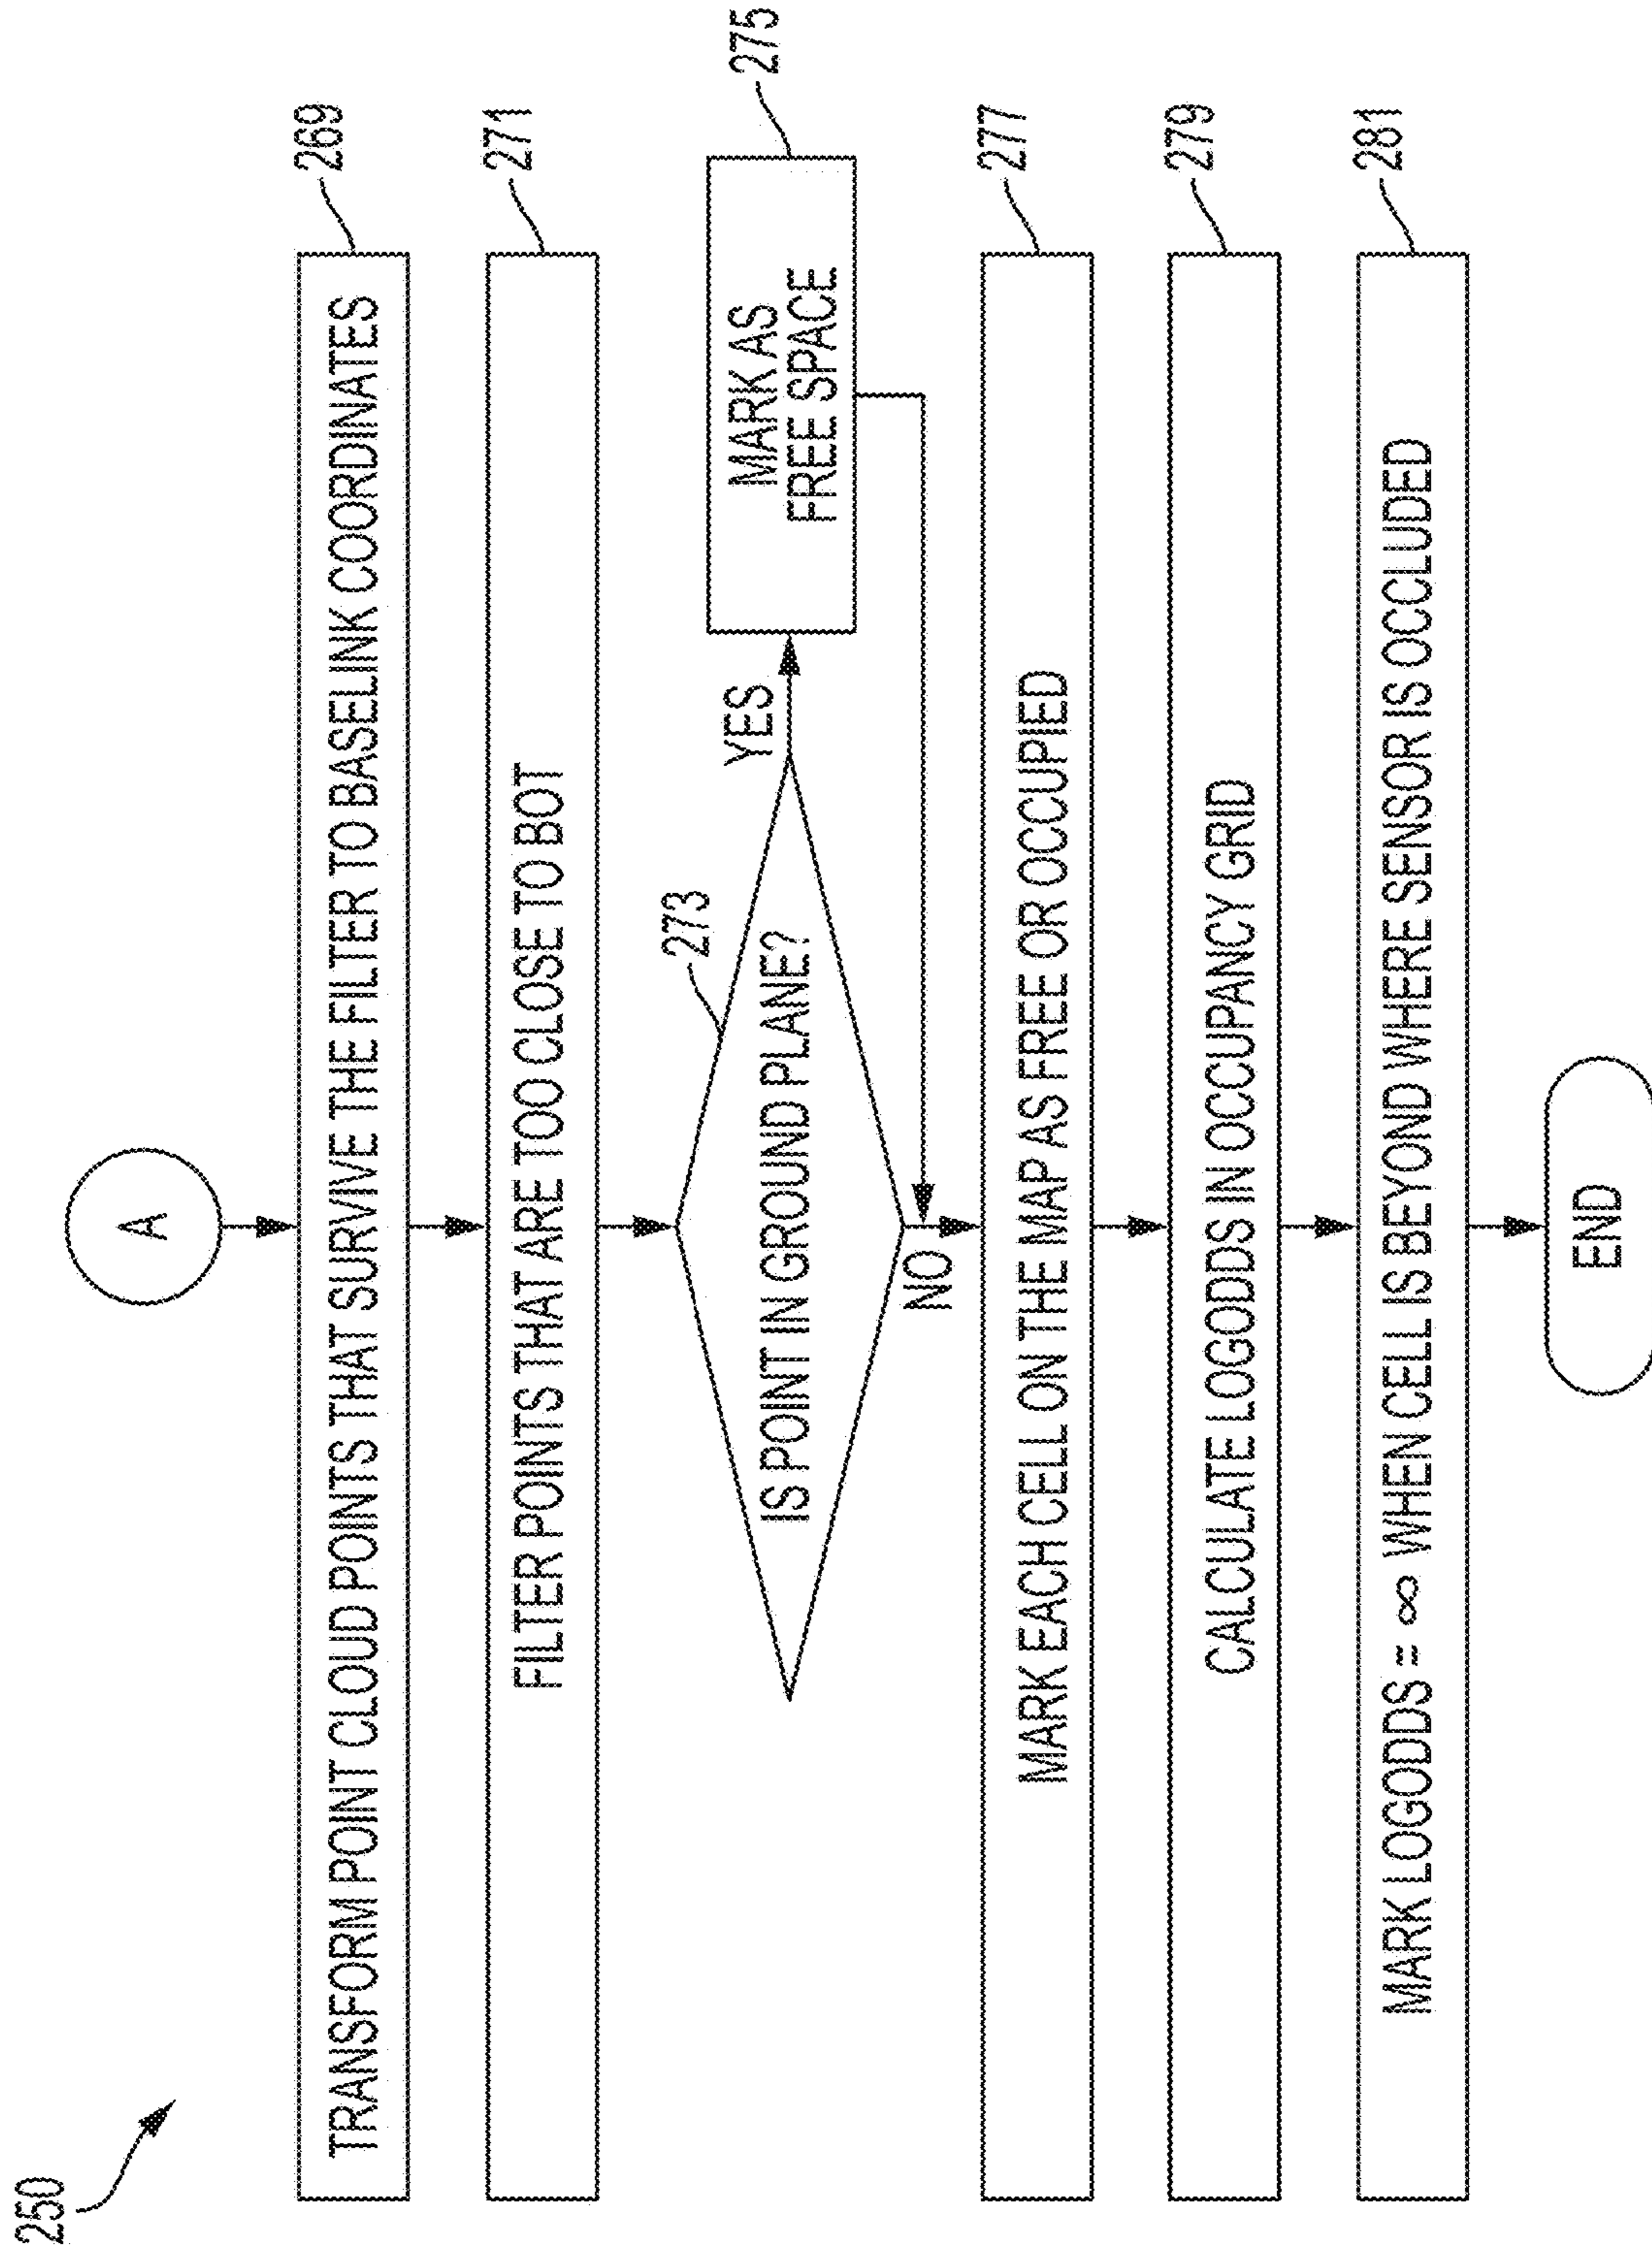 250
A
269
TRANSFORM POINT CLOUD POINTS THAT SURVIVE THE FILTER TO BASELINK COORDINATES
271
FILTER POINTS THAT ARE TOO CLOSE TO BOT
273
IS POINT IN GROUND PLANE?
YES
275
MARK AS
FREE SPACE
NO
277
MARK EACH CELL ON THE MAP AS FREE OR OCCUPIED
279
CALCULATE LOGODDS IN OCCUPANCY GRID
281
MARK LOGODDS = ∞ WHEN CELL IS BEYOND WHERE SENSOR IS OCCLUDED
END